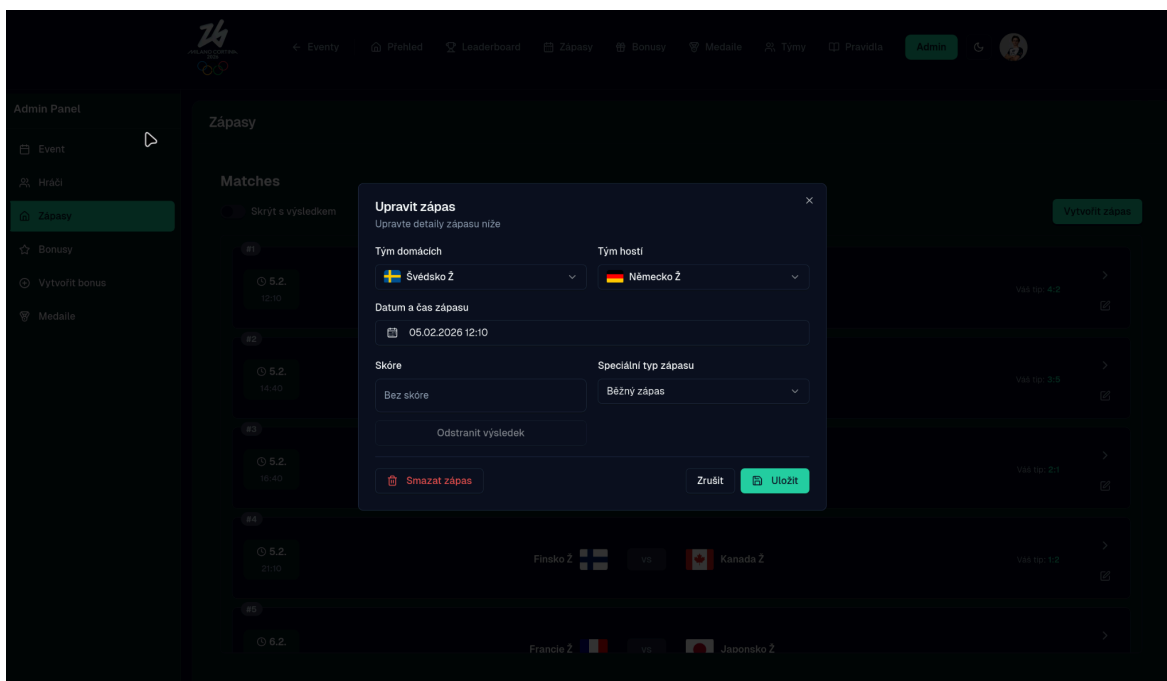 MILANO CORTINA
2026
← Eventy
Přehled
Leaderboard
Zápasy
Bonusy
Medaile
Týmy
Pravidla
Admin
Admin Panel
Event
Hráči
Zápasy
Bonusy
Vytvořit bonus
Medaile
Zápasy
Matches
Skrýt s výsledkem
Vytvořit zápas
#1
5.2.
12:10
Váš tip: 4:2
#2
5.2.
14:40
Váš tip: 3:5
#3
5.2.
16:40
Váš tip: 2:1
#4
5.2.
21:10
Finsko Ž
vs
Kanada Ž
Váš tip: 1:2
#5
6.2.
Francie Ž
vs
Japonsko Ž
Upravit zápas
Upravte detaily zápasu níže
Tým domácích
Tým hostí
Švédsko Ž
Německo Ž
Datum a čas zápasu
05.02.2026 12:10
Skóre
Speciální typ zápasu
Bez skóre
Běžný zápas
Odstranit výsledek
Smazat zápas
Zrušit
Uložit